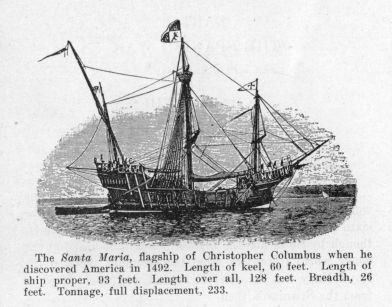 The Santa Maria, flagship of Christopher Columbus when he
discovered America in 1492. Length of keel, 60 feet. Length of
ship proper, 93 feet. Length over all, 128 feet. Breadth, 26
feet. Tonnage, full displacement, 233.